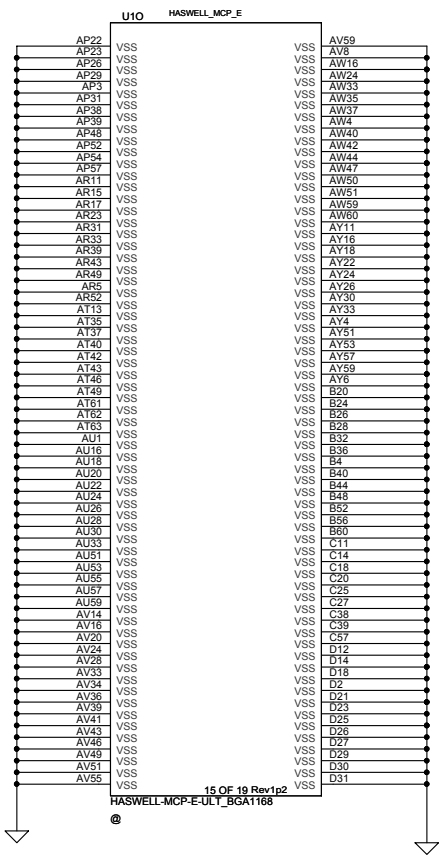 U1O HASWELL_MCP_E
AP22 VSS VSS AV59
AP23 VSS VSS AV8
AP26 VSS VSS AW16
AP29 VSS VSS AW24
AP3 VSS VSS AW33
AP31 VSS VSS AW35
AP38 VSS VSS AW37
AP39 VSS VSS AW4
AP48 VSS VSS AW40
AP52 VSS VSS AW42
AP54 VSS VSS AW44
AP57 VSS VSS AW47
AR11 VSS VSS AW50
AR15 VSS VSS AW51
AR17 VSS VSS AW59
AR23 VSS VSS AW60
AR31 VSS VSS AY11
AR33 VSS VSS AY16
AR39 VSS VSS AY18
AR43 VSS VSS AY22
AR49 VSS VSS AY24
AR5 VSS VSS AY26
AR52 VSS VSS AY30
AT13 VSS VSS AY33
AT35 VSS VSS AY4
AT37 VSS VSS AY51
AT40 VSS VSS AY53
AT42 VSS VSS AY57
AT43 VSS VSS AY59
AT46 VSS VSS AY6
AT49 VSS VSS B20
AT61 VSS VSS B24
AT62 VSS VSS B26
AT63 VSS VSS B28
AU1 VSS VSS B32
AU16 VSS VSS B36
AU18 VSS VSS B4
AU20 VSS VSS B40
AU22 VSS VSS B44
AU24 VSS VSS B48
AU26 VSS VSS B52
AU28 VSS VSS B56
AU30 VSS VSS B60
AU33 VSS VSS C11
AU51 VSS VSS C14
AU53 VSS VSS C18
AU55 VSS VSS C20
AU57 VSS VSS C25
AU59 VSS VSS C27
AV14 VSS VSS C38
AV16 VSS VSS C39
AV20 VSS VSS C57
AV24 VSS VSS D12
AV28 VSS VSS D14
AV33 VSS VSS D18
AV34 VSS VSS D2
AV36 VSS VSS D21
AV39 VSS VSS D23
AV41 VSS VSS D25
AV43 VSS VSS D26
AV46 VSS VSS D27
AV49 VSS VSS D29
AV51 VSS VSS D30
AV55 VSS VSS D31
15 OF 19 Rev1p2
HASWELL-MCP-E-ULT_BGA1168
@